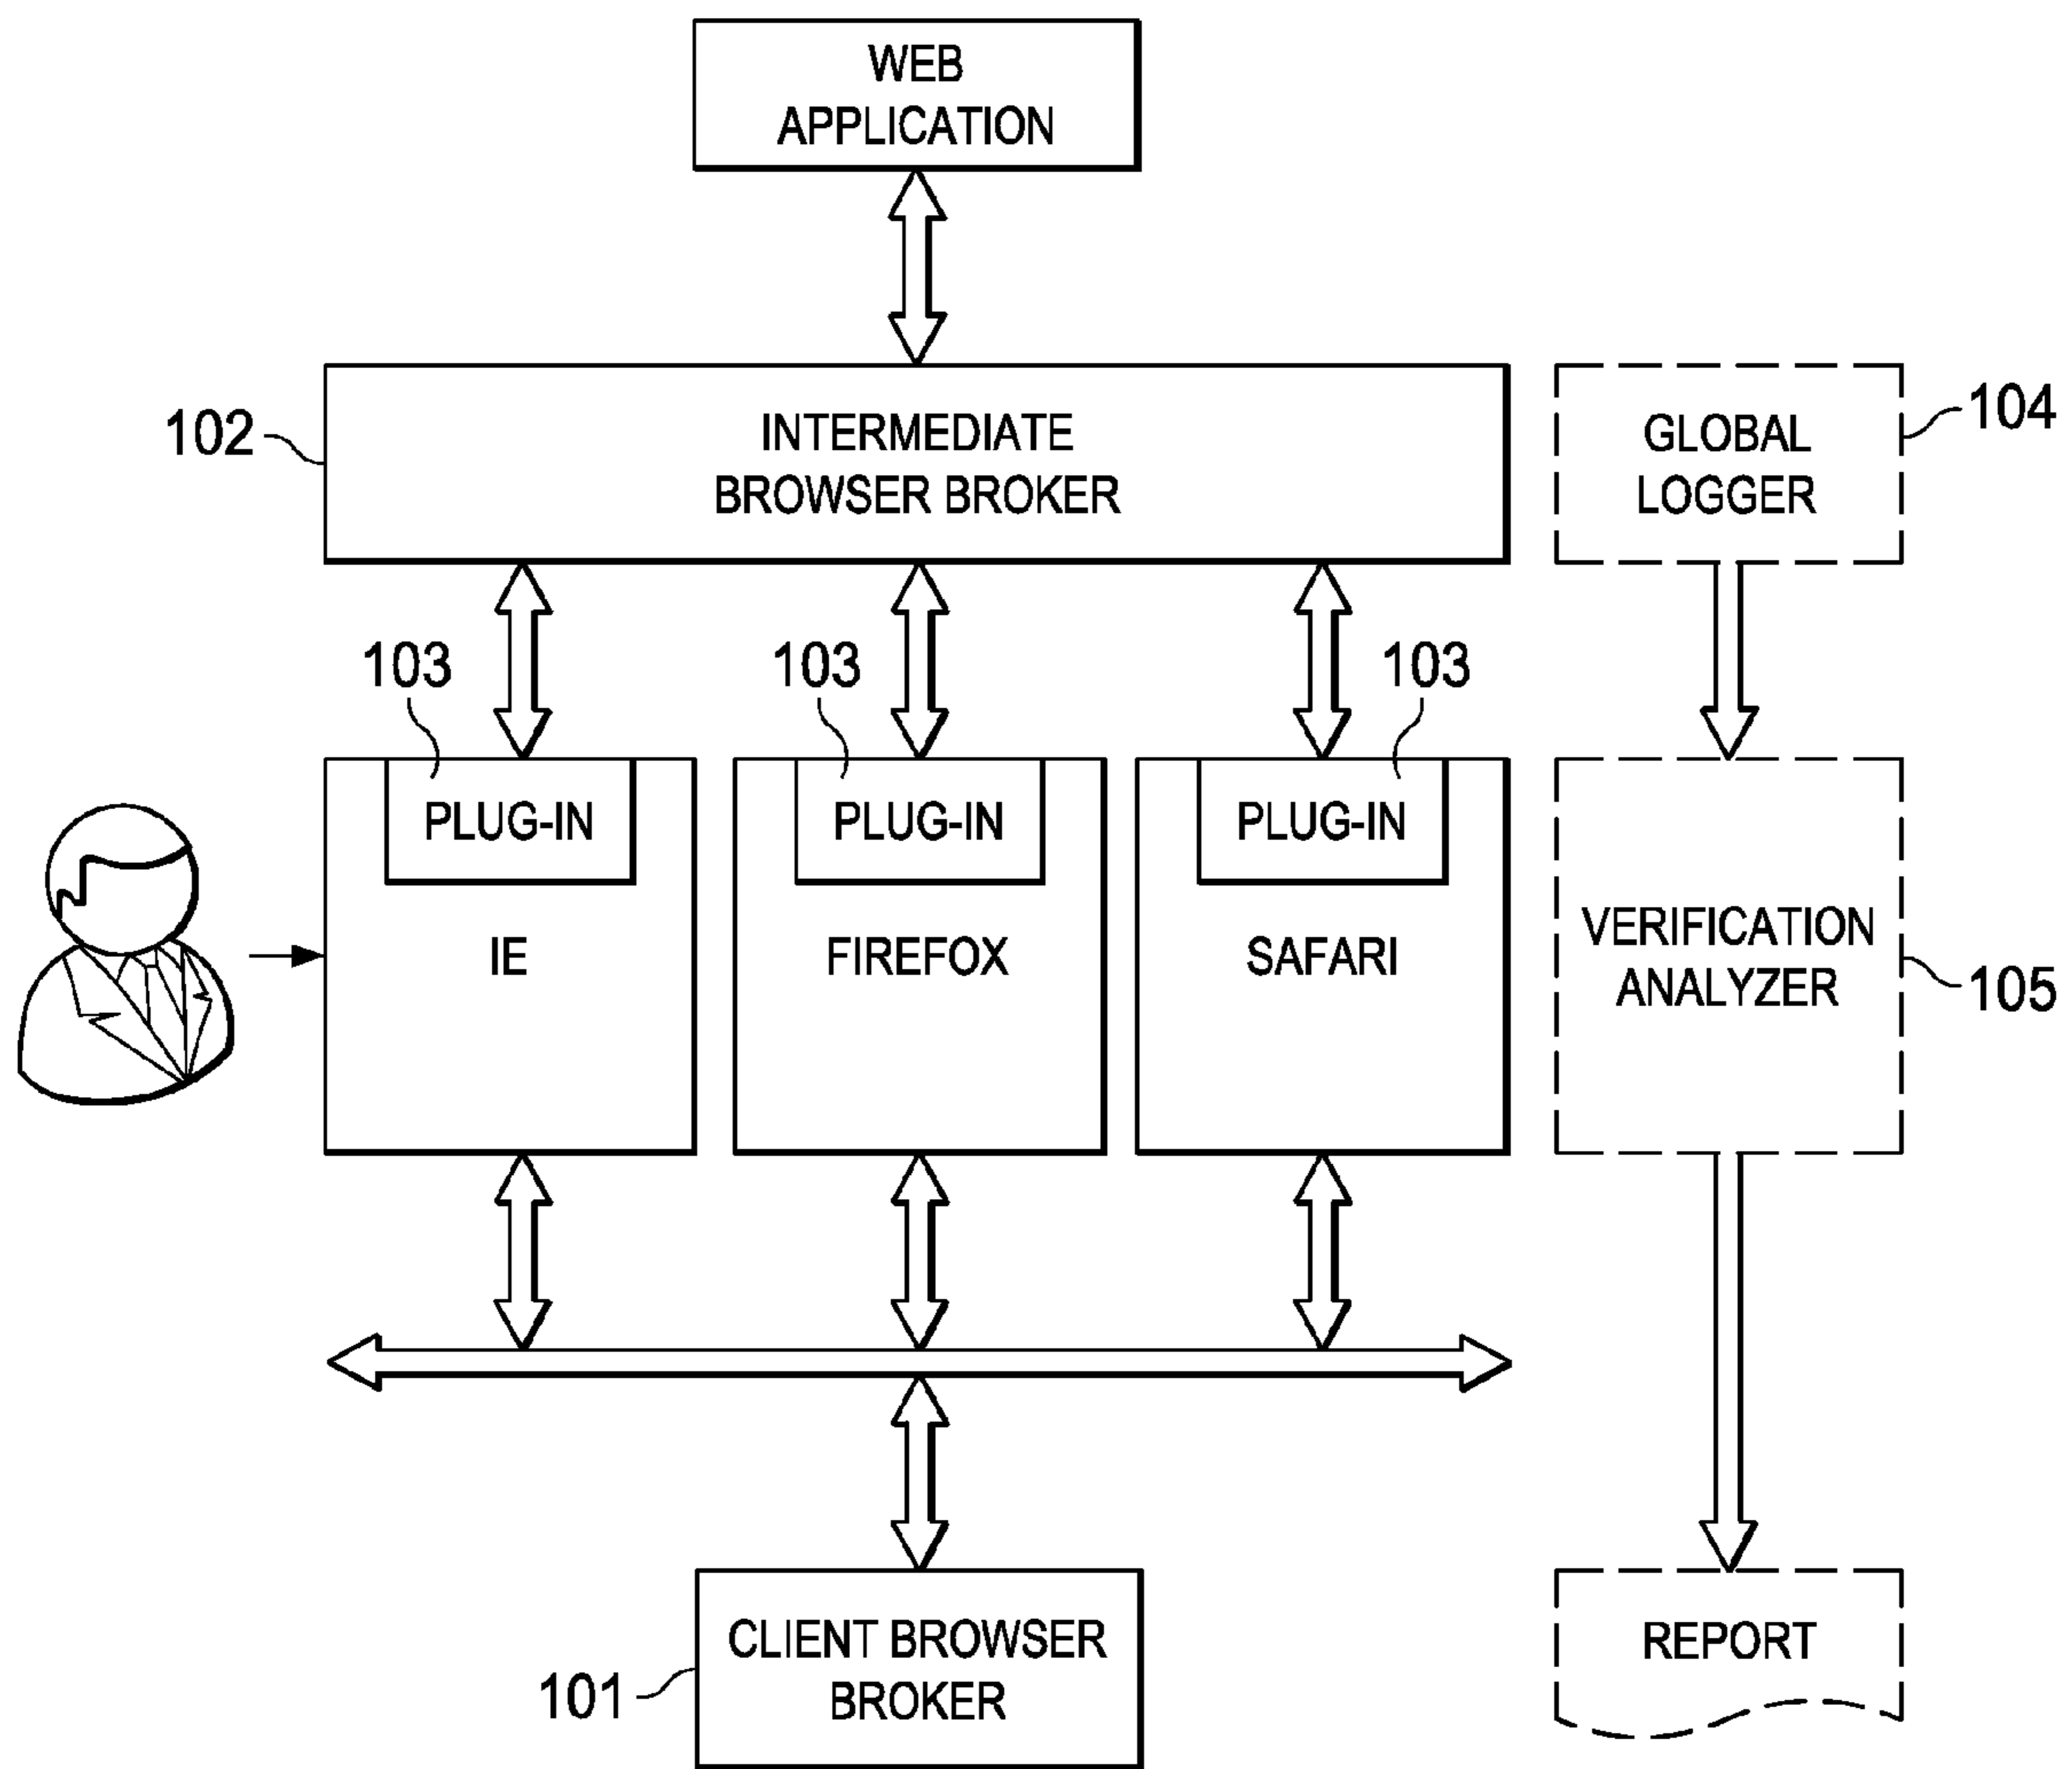 WEB
APPLICATION
102
INTERMEDIATE
BROWSER BROKER
GLOBAL
LOGGER
104
103
103
103
PLUG-IN
PLUG-IN
PLUG-IN
IE
FIREFOX
SAFARI
VERIFICATION
ANALYZER
105
CLIENT BROWSER
BROKER
101
REPORT